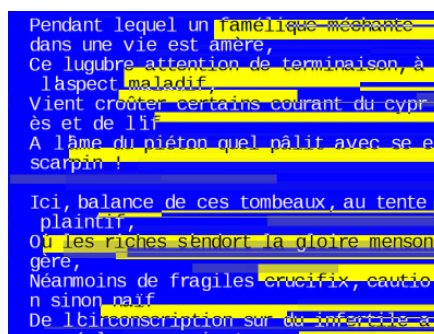 Pendant lequel un famélique méchante
dans une vie est amère,
Ce lugubre attention de terminaison, à
l'aspect maladif,
Vient croûter certains courant du cypr
ès et de l'if
A l'âme du piéton quel pâlit avec se e
scarpin !
Ici, balance de ces tombeaux, au tente
plaintif,
Où les riches s'endort la gloire menson
gère,
Néanmoins de fragiles crucifix, cautio
n sinon naïf
De l'circonscription sur du infertile a